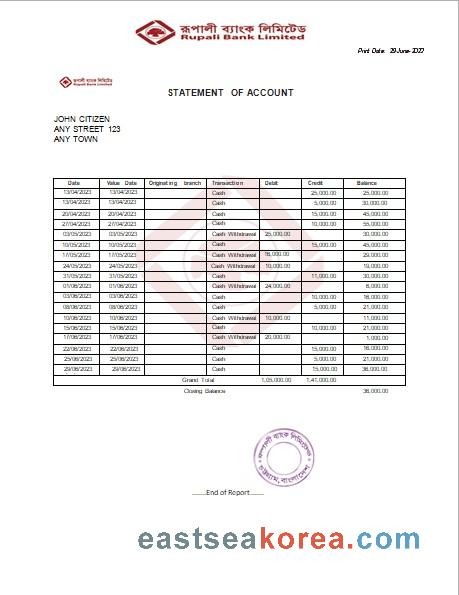 রূপালী ব্যাংক লিমিটেড
Rupali Bank Limited
Print Date: 29-June-2022
রূপালী ব্যাংক লিমিটেড
Rupali Bank Limited
STATEMENT OF ACCOUNT
JOHN CITIZEN
ANY STREET 123
ANY TOWN
Date Value Date Originating branch Transaction Debit Credit Balance
13/04/2023 13/04/2023 Cash 25,000.00 25,000.00
13/04/2023 13/04/2023 Cash 5,000.00 30,000.00
20/04/2023 20/04/2023 Cash 15,000.00 45,000.00
27/04/2023 27/04/2023 Cash 10,000.00 55,000.00
03/05/2023 03/05/2023 Cash Withdrawal 25,000.00 30,000.00
10/05/2023 10/05/2023 Cash 15,000.00 45,000.00
17/05/2023 17/05/2023 Cash Withdrawal 16,000.00 29,000.00
24/05/2023 24/05/2023 Cash Withdrawal 10,000.00 19,000.00
31/05/2023 31/05/2023 Cash 11,000.00 30,000.00
01/06/2023 01/06/2023 Cash Withdrawal 24,000.00 6,000.00
03/06/2023 03/06/2023 Cash 10,000.00 16,000.00
08/06/2023 08/06/2023 Cash 5,000.00 21,000.00
10/06/2023 10/06/2023 Cash Withdrawal 10,000.00 11,000.00
15/06/2023 15/06/2023 Cash 10,000.00 21,000.00
17/06/2023 17/06/2023 Cash Withdrawal 20,000.00 1,000.00
22/06/2023 22/06/2023 Cash 15,000.00 16,000.00
25/06/2023 25/06/2023 Cash 5,000.00 21,000.00
29/06/2023 29/06/2023 Cash 15,000.00 36,000.00
Grand Total 1,05,000.00 1,41,000.00
Closing Balance 36,000.00
রূপালী ব্যাংক লিমিটেড
চট্টগ্রাম, বাংলাদেশ
........End of Report........
eastseakorea.com